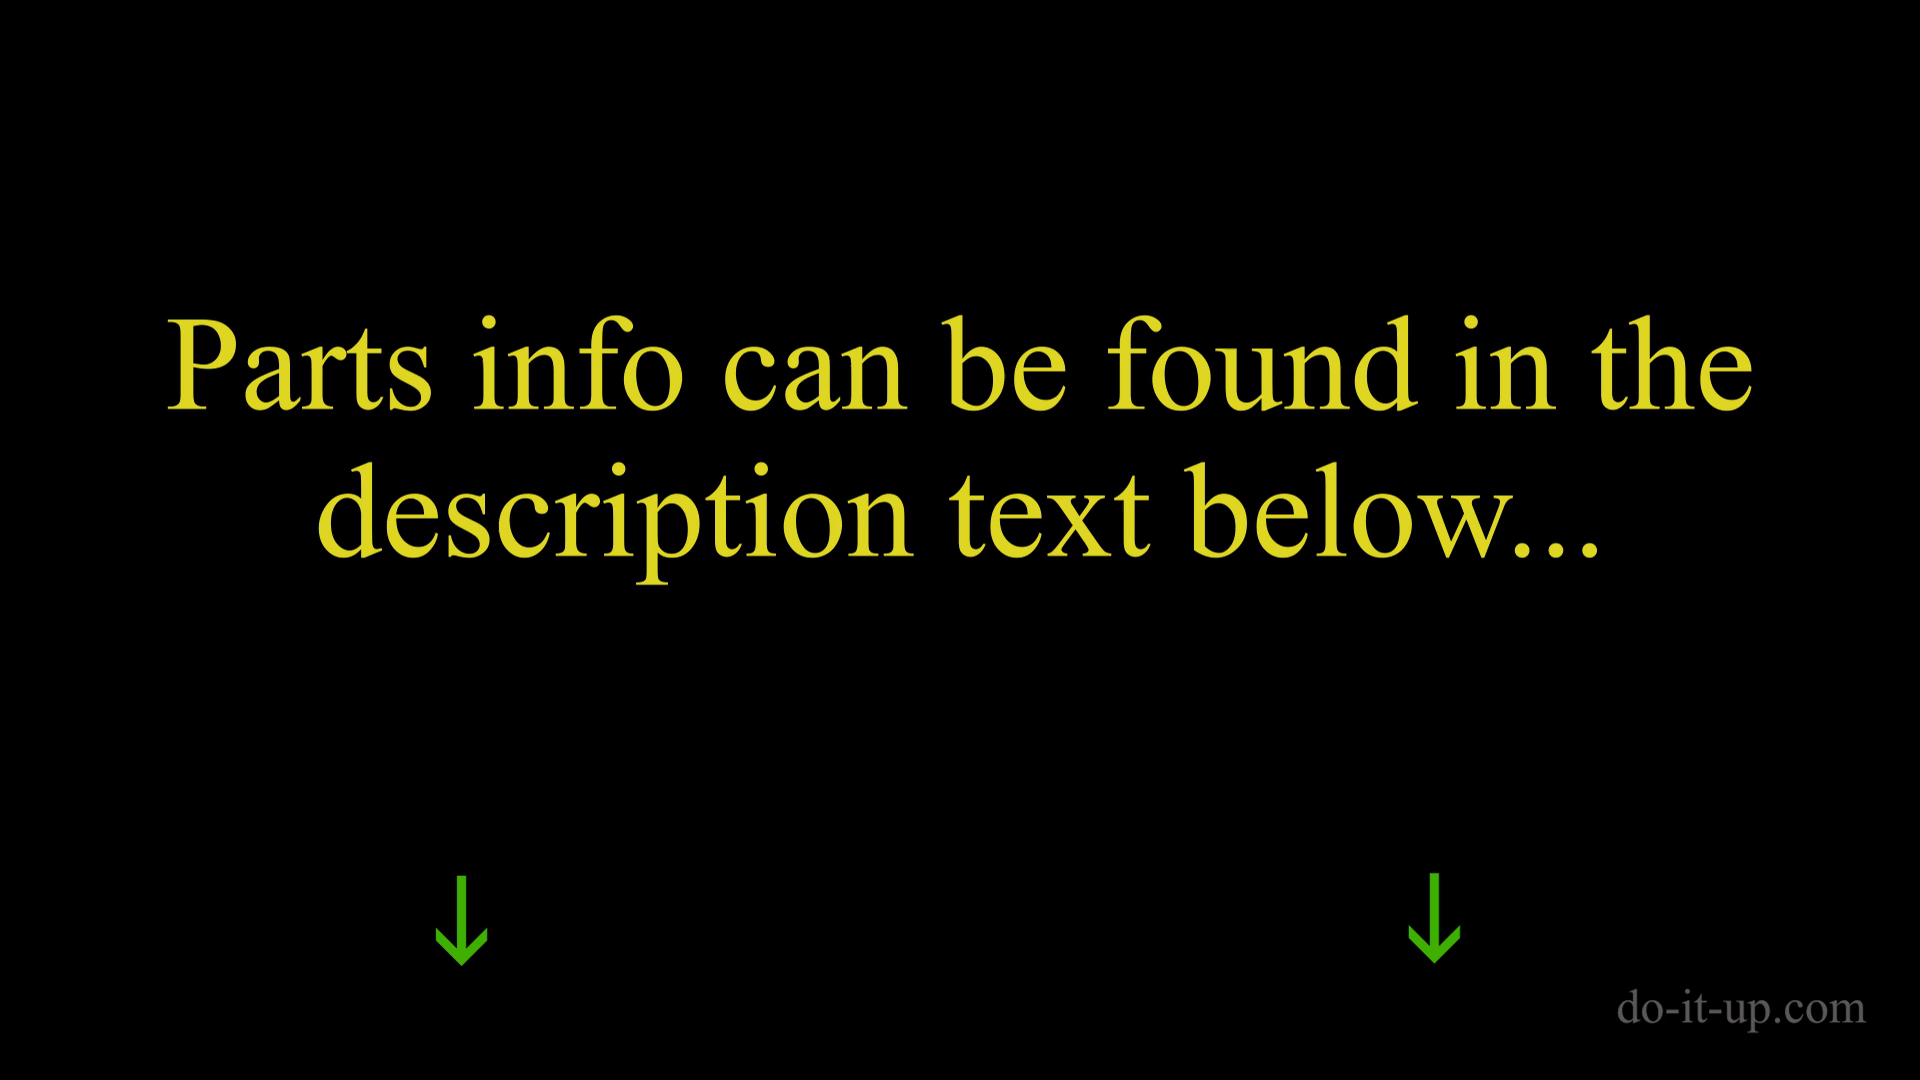 Parts info can be found in the
description text below...
↓ ↓
do-it-up.com